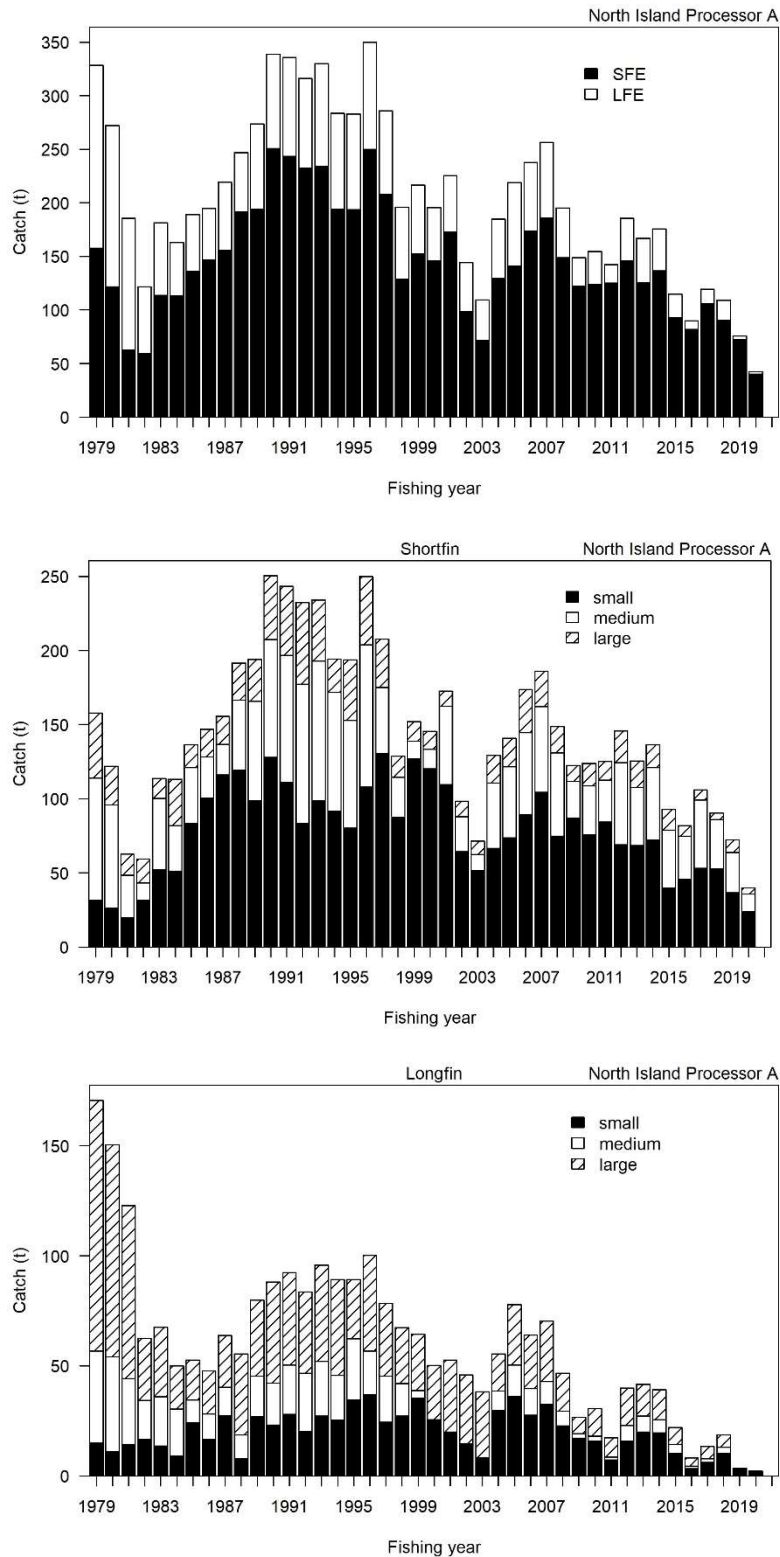 North Island Processor A
350
300
250
200
150
100
50
0
Catch (t)
SFE
LFE
1979 1983 1987 1991 1995 1999 2003 2007 2011 2015 2019
Fishing year
Shortfin North Island Processor A
250
200
150
100
50
0
Catch (t)
small
medium
large
1979 1983 1987 1991 1995 1999 2003 2007 2011 2015 2019
Fishing year
Longfin North Island Processor A
150
100
50
0
Catch (t)
small
medium
large
1979 1983 1987 1991 1995 1999 2003 2007 2011 2015 2019
Fishing year